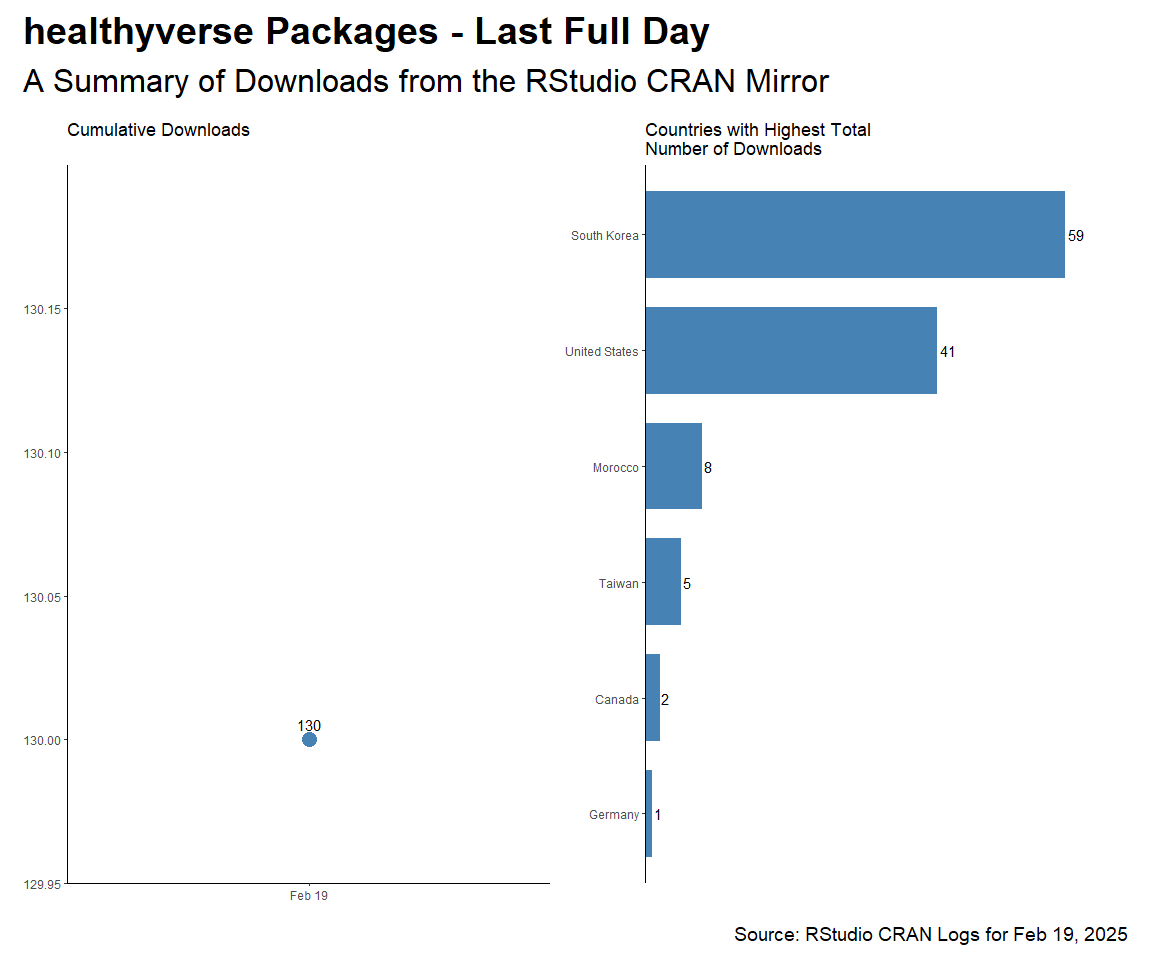 healthyverse Packages - Last Full Day
A Summary of Downloads from the RStudio CRAN Mirror
Cumulative Downloads
130.15
130.10
130.05
130.00
129.95
130
Feb 19
Countries with Highest Total
Number of Downloads
South Korea 59
United States 41
Morocco 8
Taiwan 5
Canada 2
Germany 1
Source: RStudio CRAN Logs for Feb 19, 2025